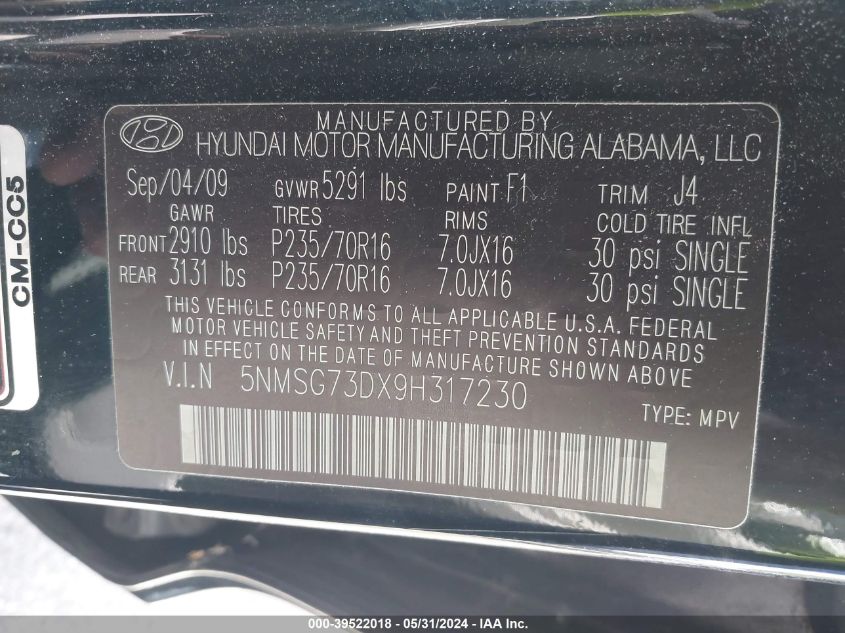 MANUFACTURED BY
HYUNDAI MOTOR MANUFACTURING ALABAMA, LLC
Sep/04/09 GVWR 5291 lbs PAINT F1 TRIM J4
GAWR TIRES RIMS COLD TIRE INFL
FRONT 2910 lbs P235/70R16 7.0JX16 30 psi SINGLE
REAR 3131 lbs P235/70R16 7.0JX16 30 psi SINGLE
THIS VEHICLE CONFORMS TO ALL APPLICABLE U.S.A. FEDERAL
MOTOR VEHICLE SAFETY AND THEFT PREVENTION STANDARDS
IN EFFECT ON THE DATE OF MANUFACTURE SHOWN ABOVE
V.I.N 5NMSG73DX9H317230
TYPE: MPV
CM-CC5
000-39522018 - 05/31/2024 - IAAI.com